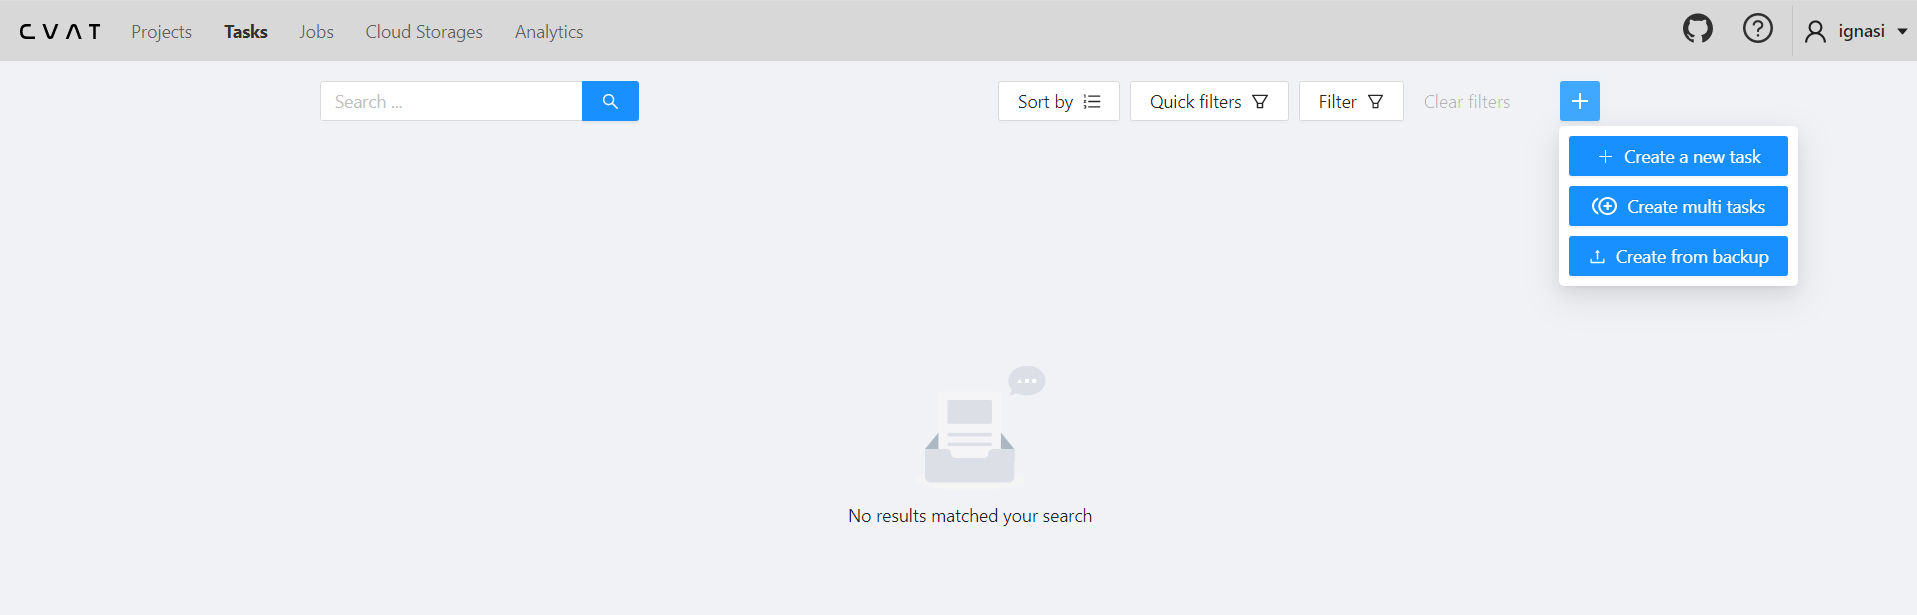 CVAT Projects Tasks Jobs Cloud Storages Analytics ignasi
Search ... Sort by Quick filters Filter Clear filters
Create a new task
Create multi tasks
Create from backup
No results matched your search